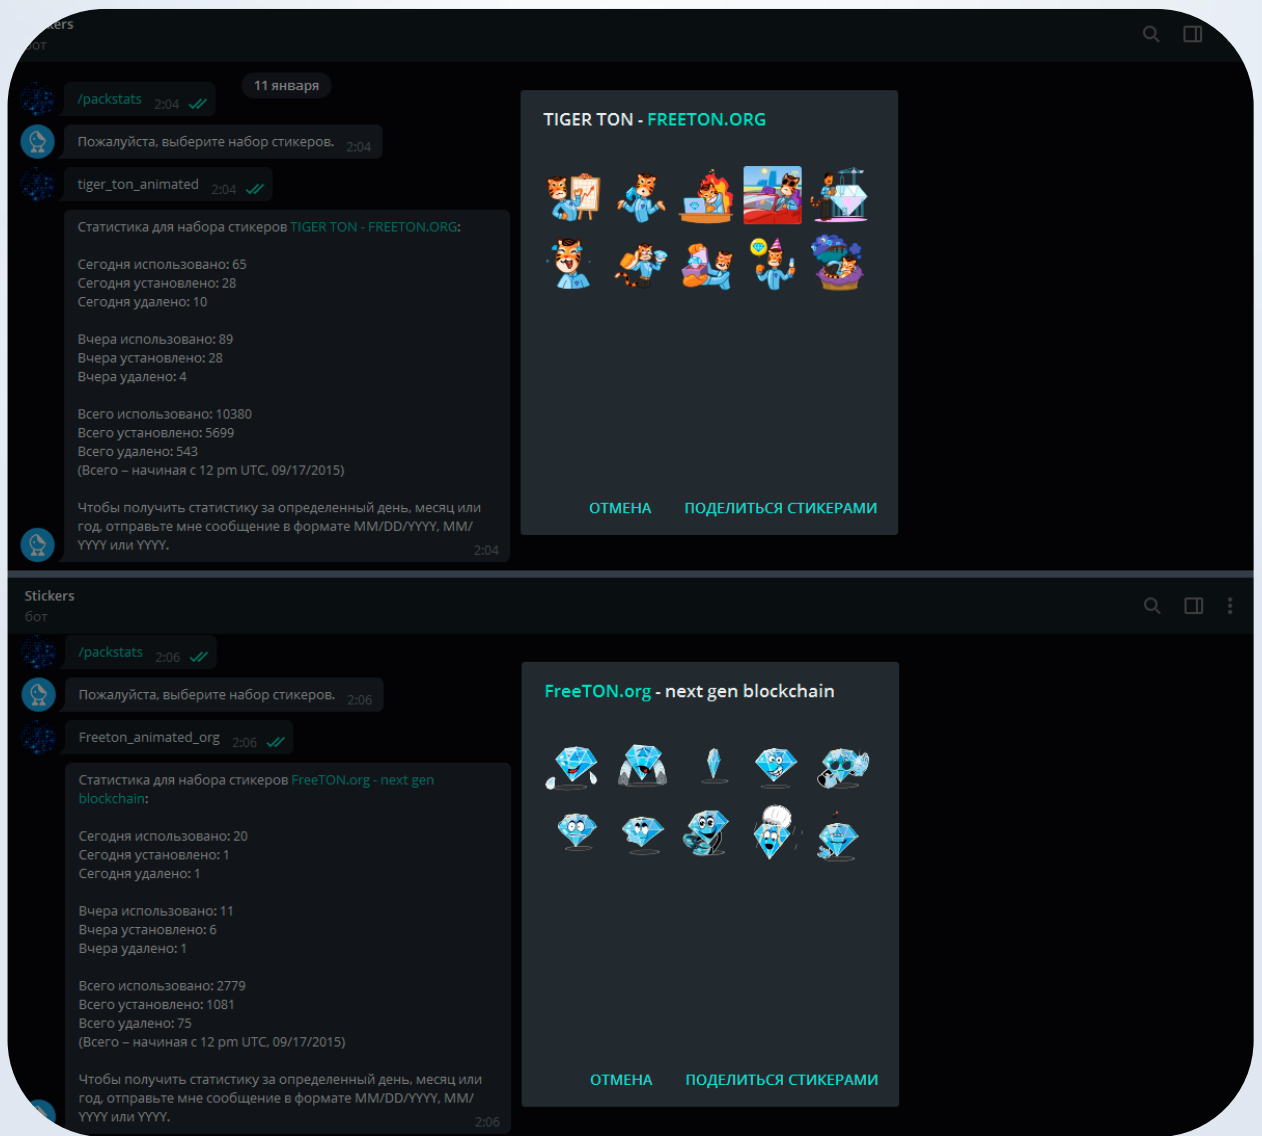 бот
11 января
/packstats 2:04
Пожалуйста, выберите набор стикеров. 2:04
tiger_ton_animated 2:04
Статистика для набора стикеров TIGER TON - FREETON.ORG:
Сегодня использовано: 65
Сегодня установлено: 28
Сегодня удалено: 10
Вчера использовано: 89
Вчера установлено: 28
Вчера удалено: 4
Всего использовано: 10380
Всего установлено: 5699
Всего удалено: 543
(Всего – начиная с 12 pm UTC, 09/17/2015)
Чтобы получить статистику за определенный день, месяц или
год, отправьте мне сообщение в формате MM/DD/YYYY, MM/
YYYY или YYYY.
2:04
TIGER TON - FREETON.ORG
ОТМЕНА ПОДЕЛИТЬСЯ СТИКЕРАМИ
Stickers
бот
/packstats 2:06
Пожалуйста, выберите набор стикеров. 2:06
Freeton_animated_org 2:06
Статистика для набора стикеров FreeTON.org - next gen
blockchain:
Сегодня использовано: 20
Сегодня установлено: 1
Сегодня удалено: 1
Вчера использовано: 11
Вчера установлено: 6
Вчера удалено: 1
Всего использовано: 2779
Всего установлено: 1081
Всего удалено: 75
(Всего – начиная с 12 pm UTC, 09/17/2015)
Чтобы получить статистику за определенный день, месяц или
год, отправьте мне сообщение в формате MM/DD/YYYY, MM/
YYYY или YYYY.
2:06
FreeTON.org - next gen blockchain
ОТМЕНА ПОДЕЛИТЬСЯ СТИКЕРАМИ